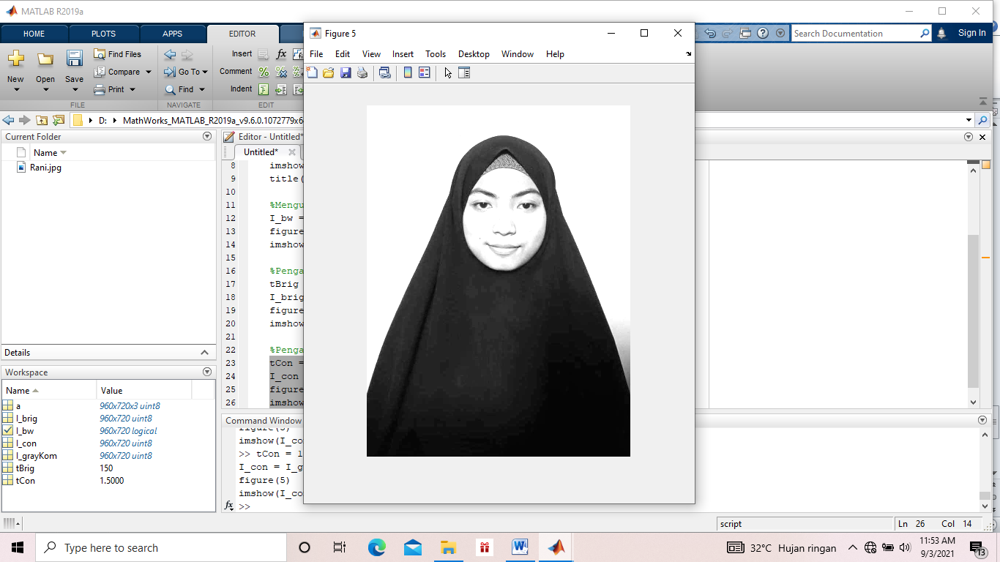 MATLAB R2019a
HOME PLOTS APPS EDITOR
Search Documentation Sign In
Figure 5
File Edit View Insert Tools Desktop Window Help
New Open Save
Find Files
Compare
Print
Go To
Find
Insert fx
Comment
Indent
FILE NAVIGATE EDIT
D: MathWorks_MATLAB_R2019a_v9.6.0.1072779x6
Current Folder
Name
Rani.jpg
Details
Workspace
Name Value
a 960x720x3 uint8
I_brig 960x720 uint8
I_bw 960x720 logical
I_con 960x720 uint8
I_grayKom 960x720 uint8
tBrig 150
tCon 1.5000
Editor - Untitled*
Untitled*
8 imshow
9 title(
10
11 %Mengu
12 I_bw =
13 figure
14 imshow
15
16 %Penga
17 tBrig
18 I_brig
19 figure
20 imshow
21
22 %Penga
23 tCon =
24 I_con
25 figure
26 imshow
Command Window
figure(5)
imshow(I_co
>> tCon = 1
I_con = I_g
figure(5)
imshow(I_co
fx >>
script Ln 26 Col 14
Type here to search
32°C Hujan ringan
11:53 AM
9/3/2021
13